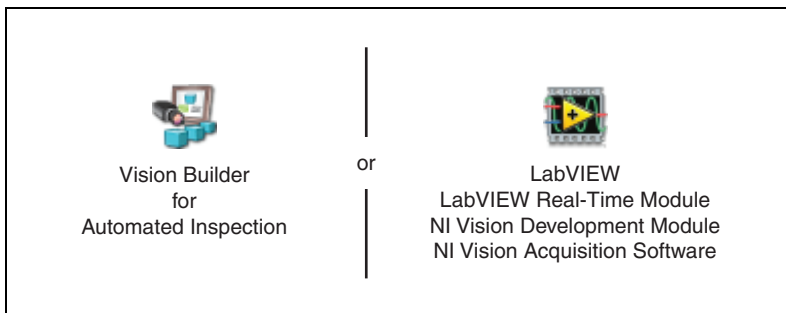 Vision Builder
for
Automated Inspection
or
LabVIEW
LabVIEW Real-Time Module
NI Vision Development Module
NI Vision Acquisition Software